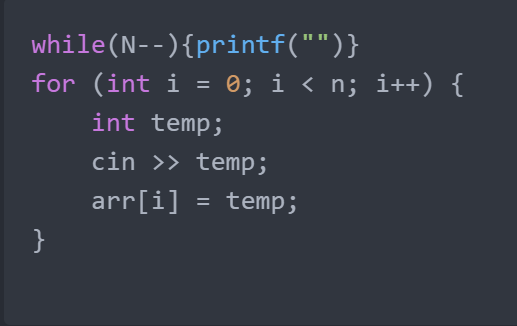 while(N--){printf("")}
for (int i = 0; i < n; i++) {
    int temp;
    cin >> temp;
    arr[i] = temp;
}